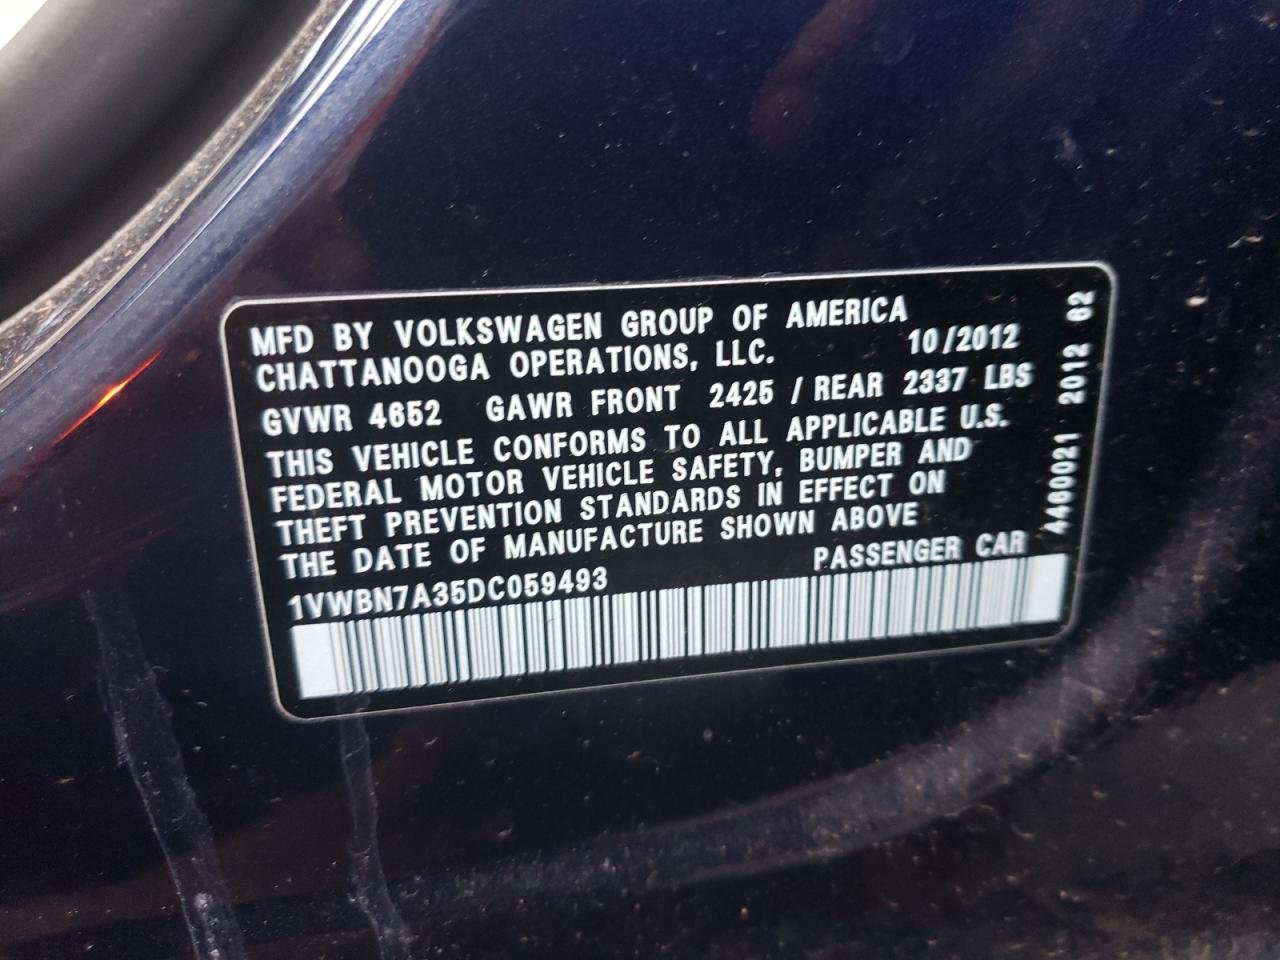 MFD BY VOLKSWAGEN GROUP OF AMERICA
CHATTANOOGA OPERATIONS, LLC. 10/2012
GVWR 4652 GAWR FRONT 2425 / REAR 2337 LBS
THIS VEHICLE CONFORMS TO ALL APPLICABLE U.S.
FEDERAL MOTOR VEHICLE SAFETY, BUMPER AND
THEFT PREVENTION STANDARDS IN EFFECT ON
THE DATE OF MANUFACTURE SHOWN ABOVE
PASSENGER CAR
1VWBN7A35DC059493
4460021 2012 62